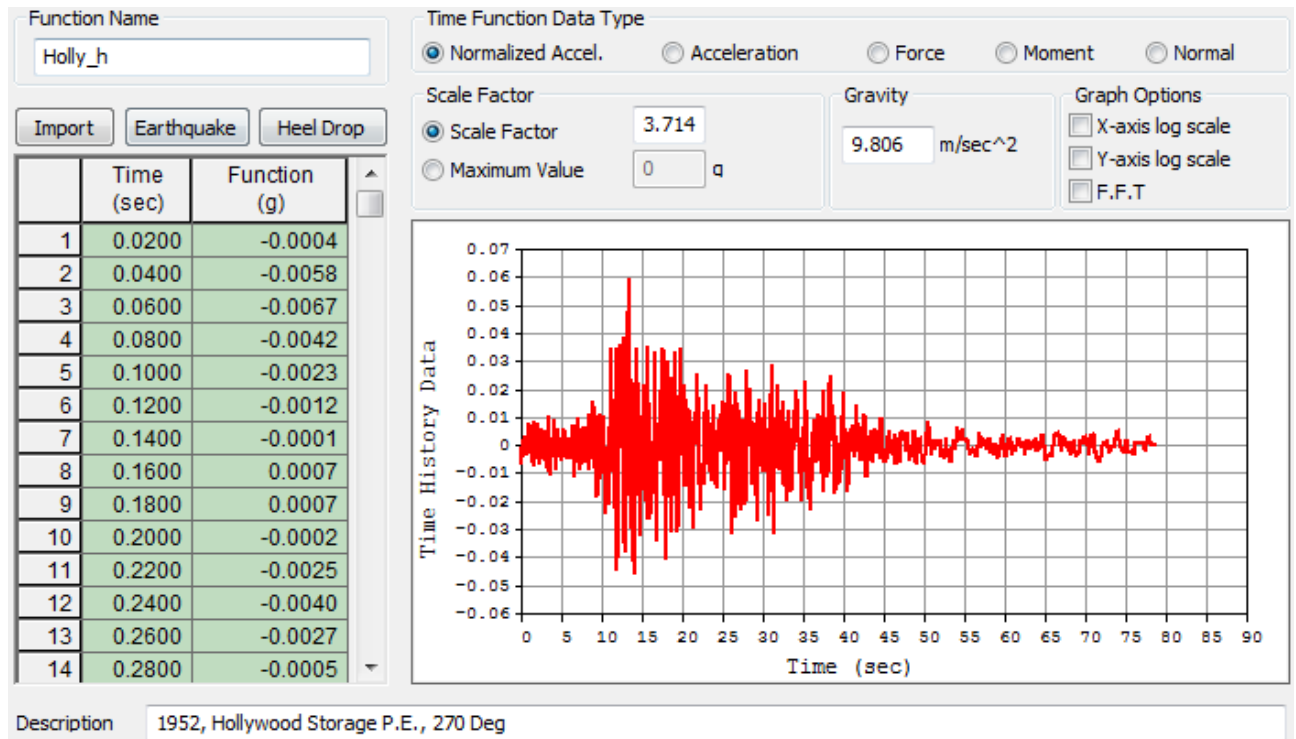 Function Name
Holly_h
Import Earthquake Heel Drop
Time (sec) Function (g)
1 0.0200 -0.0004
2 0.0400 -0.0058
3 0.0600 -0.0067
4 0.0800 -0.0042
5 0.1000 -0.0023
6 0.1200 -0.0012
7 0.1400 -0.0001
8 0.1600 0.0007
9 0.1800 0.0007
10 0.2000 -0.0002
11 0.2200 -0.0025
12 0.2400 -0.0040
13 0.2600 -0.0027
14 0.2800 -0.0005
Time Function Data Type
Normalized Accel. Acceleration Force Moment Normal
Scale Factor
Scale Factor 3.714
Maximum Value 0 g
Gravity
9.806 m/sec^2
Graph Options
X-axis log scale
Y-axis log scale
F.F.T
Time History Data
0.07
0.06
0.05
0.04
0.03
0.02
0.01
0
-0.01
-0.02
-0.03
-0.04
-0.05
-0.06
0 5 10 15 20 25 30 35 40 45 50 55 60 65 70 75 80 85 90
Time (sec)
Description 1952, Hollywood Storage P.E., 270 Deg